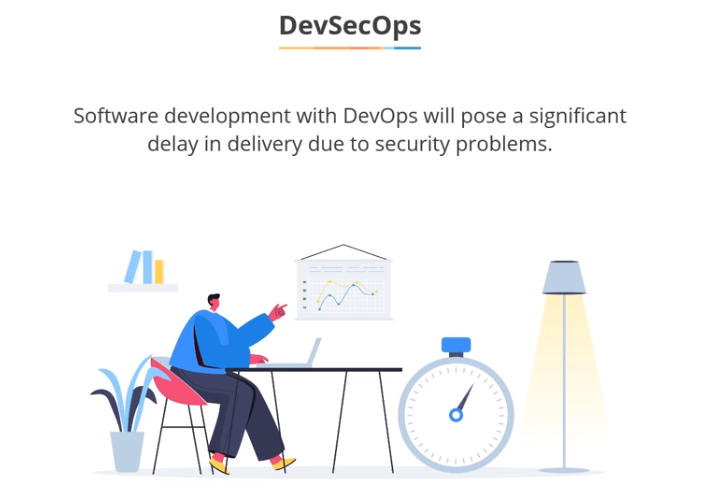 DevSecOps
Software development with DevOps will pose a significant
delay in delivery due to security problems.